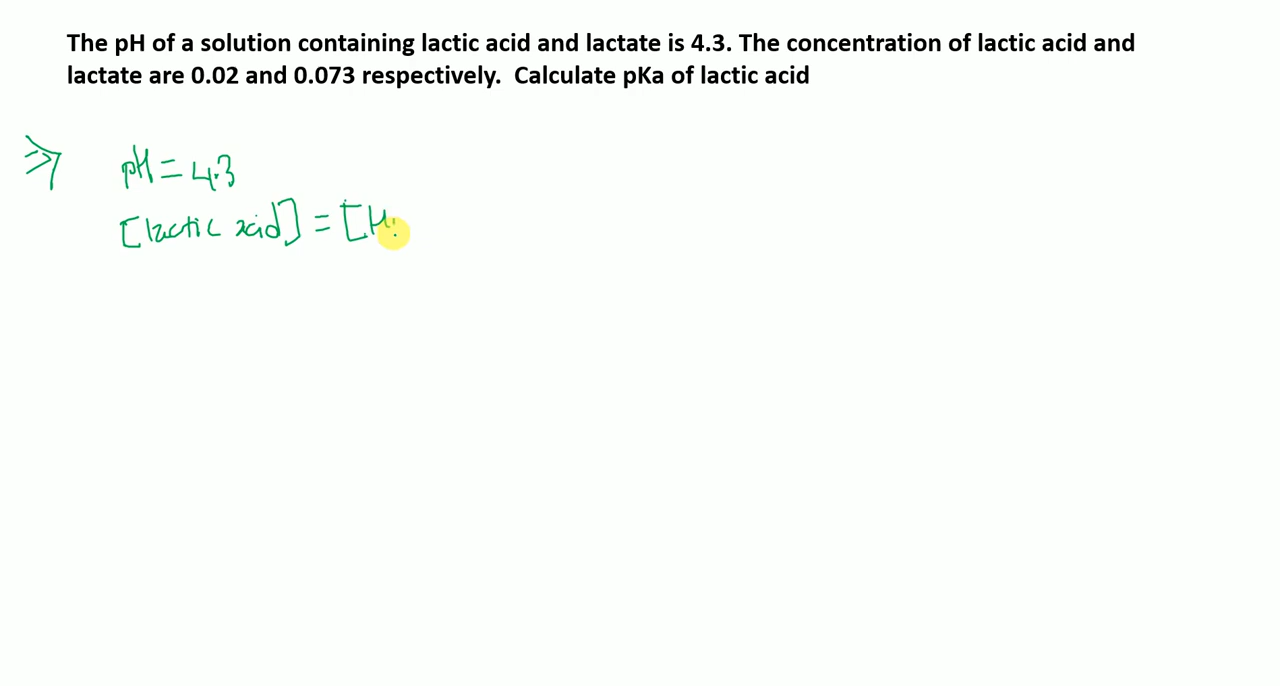 The pH of a solution containing lactic acid and lactate is 4.3. The concentration of lactic acid and
lactate are 0.02 and 0.073 respectively. Calculate pKa of lactic acid
pH = 4.3
[lactic acid] = [H